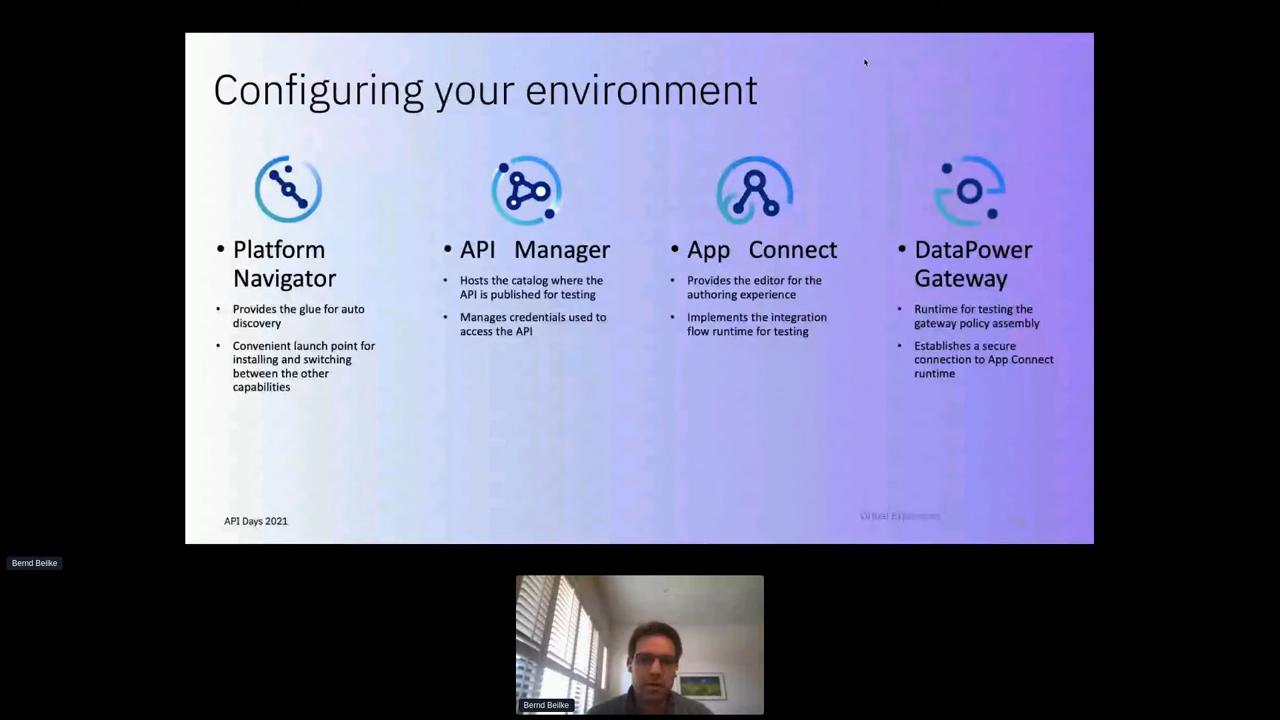 Configuring your environment
• Platform
Navigator
• Provides the glue for auto
discovery
• Convenient launch point for
installing and switching
between the other
capabilities
• API Manager
• Hosts the catalog where the
API is published for testing
• Manages credentials used to
access the API
• App Connect
• Provides the editor for the
authoring experience
• Implements the integration
flow runtime for testing
• DataPower
Gateway
• Runtime for testing the
gateway policy assembly
• Establishes a secure
connection to App Connect
runtime
API Days 2021
Bernd Beilke
Bernd Beilke